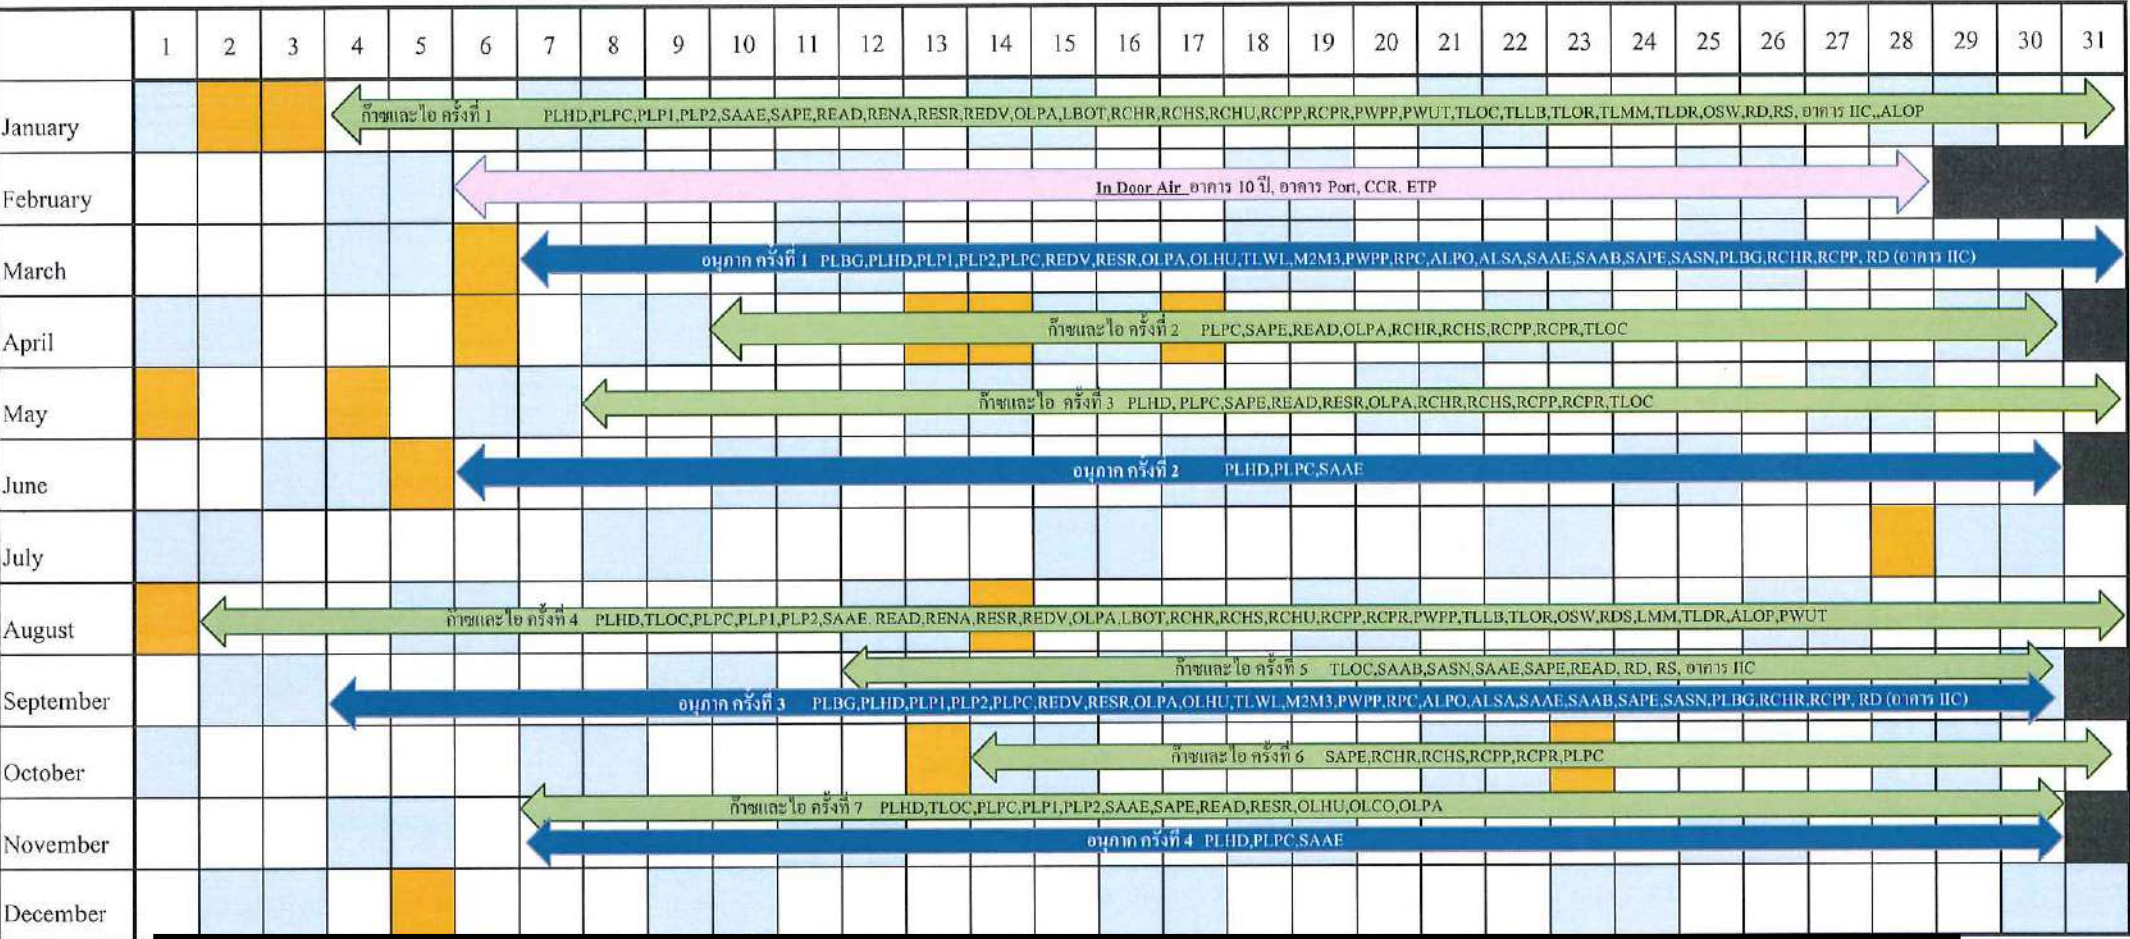 1 2 3 4 5 6 7 8 9 10 11 12 13 14 15 16 17 18 19 20 21 22 23 24 25 26 27 28 29 30 31
January
ก๊าซและไอ ครั้งที่ 1 PLHD,PLPC,PLP1,PLP2,SAAE,SAPE,READ,RENA,RESR,REDV,OLPA,LBOT,RCHR,RCHS,RCHU,RCPP,RCPR,PWPP,PWUT,TLOC,TLLB,TLOR,TLMM,TLDR,OSW,RD,RS, อาคาร IIC,,ALOP
February
In Door Air อาคาร 10 ปี, อาคาร Port, CCR. ETP
March
อนุภาค ครั้งที่ 1 PLBG,PLHD,PLP1,PLP2,PLPC,REDV,RESR,OLPA,OLHU,TLWL,M2M3,PWPP,RPC,ALPO,ALSA,SAAE,SAAB,SAPE,SASN,PLBG,RCHR,RCPP, RD (อาคาร IIC)
April
ก๊าซและไอ ครั้งที่ 2 PLPC,SAPE,READ,OLPA,RCHR,RCHS,RCPP,RCPR,TLOC
May
ก๊าซและไอ ครั้งที่ 3 PLHD, PLPC,SAPE,READ,RESR,OLPA,RCHR,RCHS,RCPP,RCPR,TLOC
June
อนุภาค ครั้งที่ 2 PLHD,PLPC,SAAE
July
August
ก๊าซและไอ ครั้งที่ 4 PLHD,TLOC,PLPC,PLP1,PLP2,SAAE. READ,RENA,RESR,REDV,OLPA,LBOT,RCHR,RCHS,RCHU,RCPP,RCPR,PWPP,TLLB,TLOR,OSW,RDS,LMM,TLDR,ALOP,PWUT
September
ก๊าซและไอ ครั้งที่ 5 TLOC,SAAB,SASN,SAAE,SAPE,READ, RD, RS, อาคาร IIC
อนุภาค ครั้งที่ 3 PLBG,PLHD,PLP1,PLP2,PLPC,REDV,RESR,OLPA,OLHU,TLWL,M2M3,PWPP,RPC,ALPO,ALSA,SAAE,SAAB,SAPE,SASN,PLBG,RCHR,RCPP, RD (อาคาร IIC)
October
ก๊าซและไอ ครั้งที่ 6 SAPE,RCHR,RCHS,RCPP,RCPR,PLPC
November
ก๊าซและไอ ครั้งที่ 7 PLHD,TLOC,PLPC,PLP1,PLP2,SAAE,SAPE,READ,RESR,OLHU,OLCO,OLPA
อนุภาค ครั้งที่ 4 PLHD,PLPC,SAAE
December